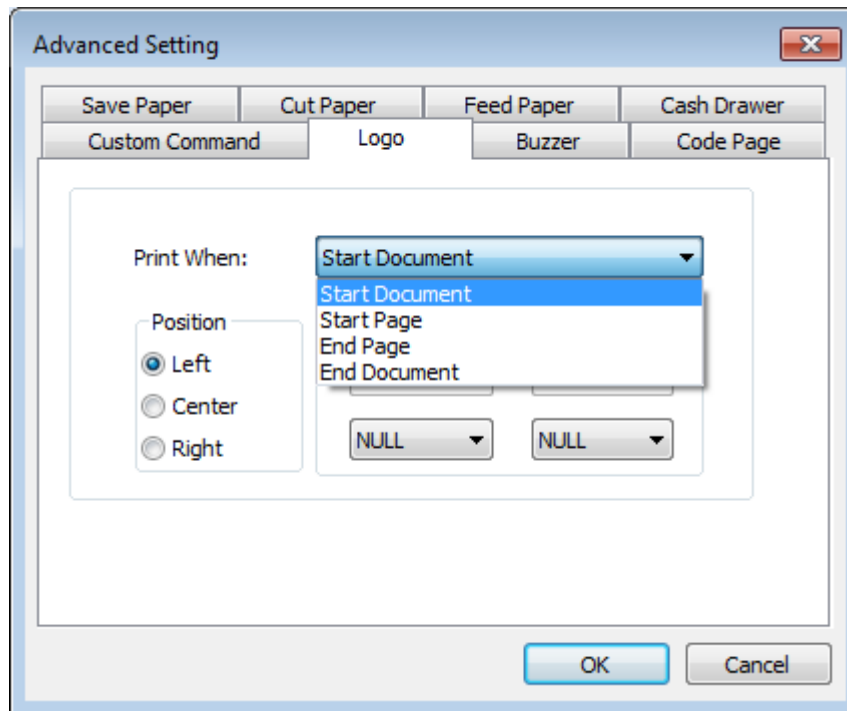 Advanced Setting
Save Paper Cut Paper Feed Paper Cash Drawer
Custom Command Logo Buzzer Code Page
Print When: Start Document
Start Document
Start Page
End Page
End Document
Position
Left
Center
Right
NULL NULL
OK Cancel